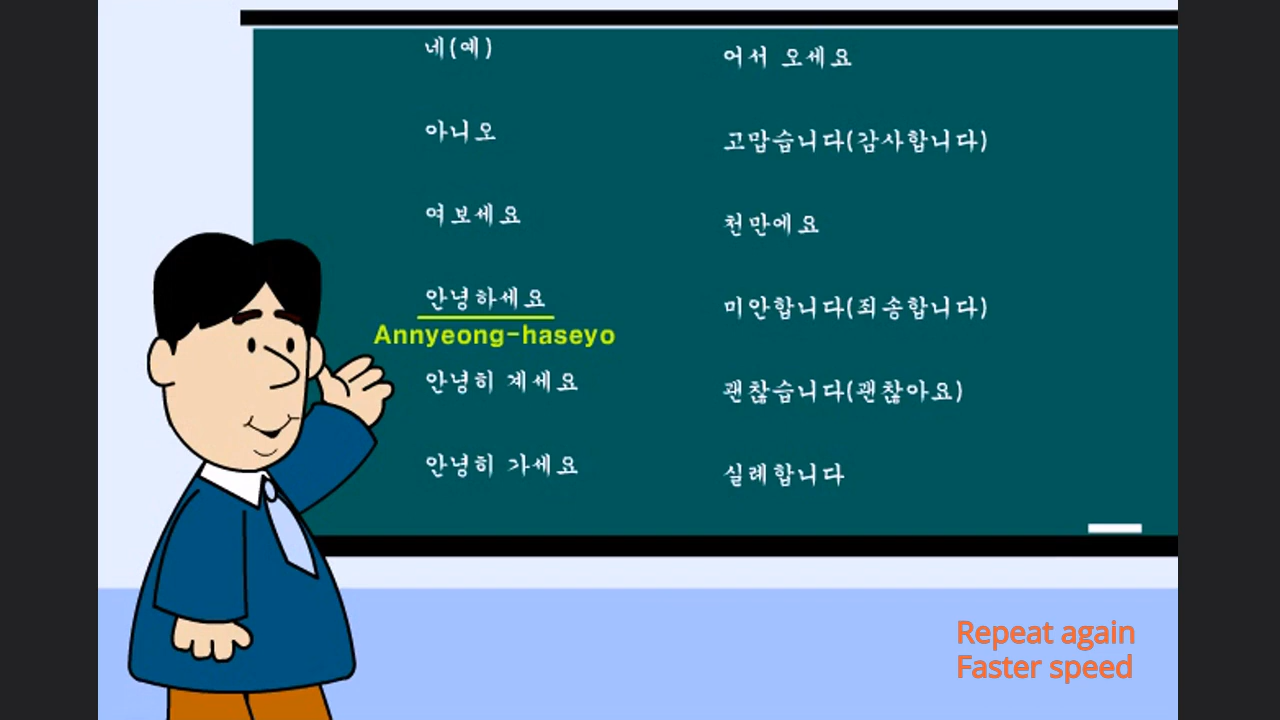 네(예)
아니오
여보세요
안녕하세요
Annyeong-haseyo
안녕히 계세요
안녕히 가세요
어서 오세요
고맙습니다(감사합니다)
천만에요
미안합니다(죄송합니다)
괜찮습니다(괜찮아요)
실례합니다
Repeat again
Faster speed